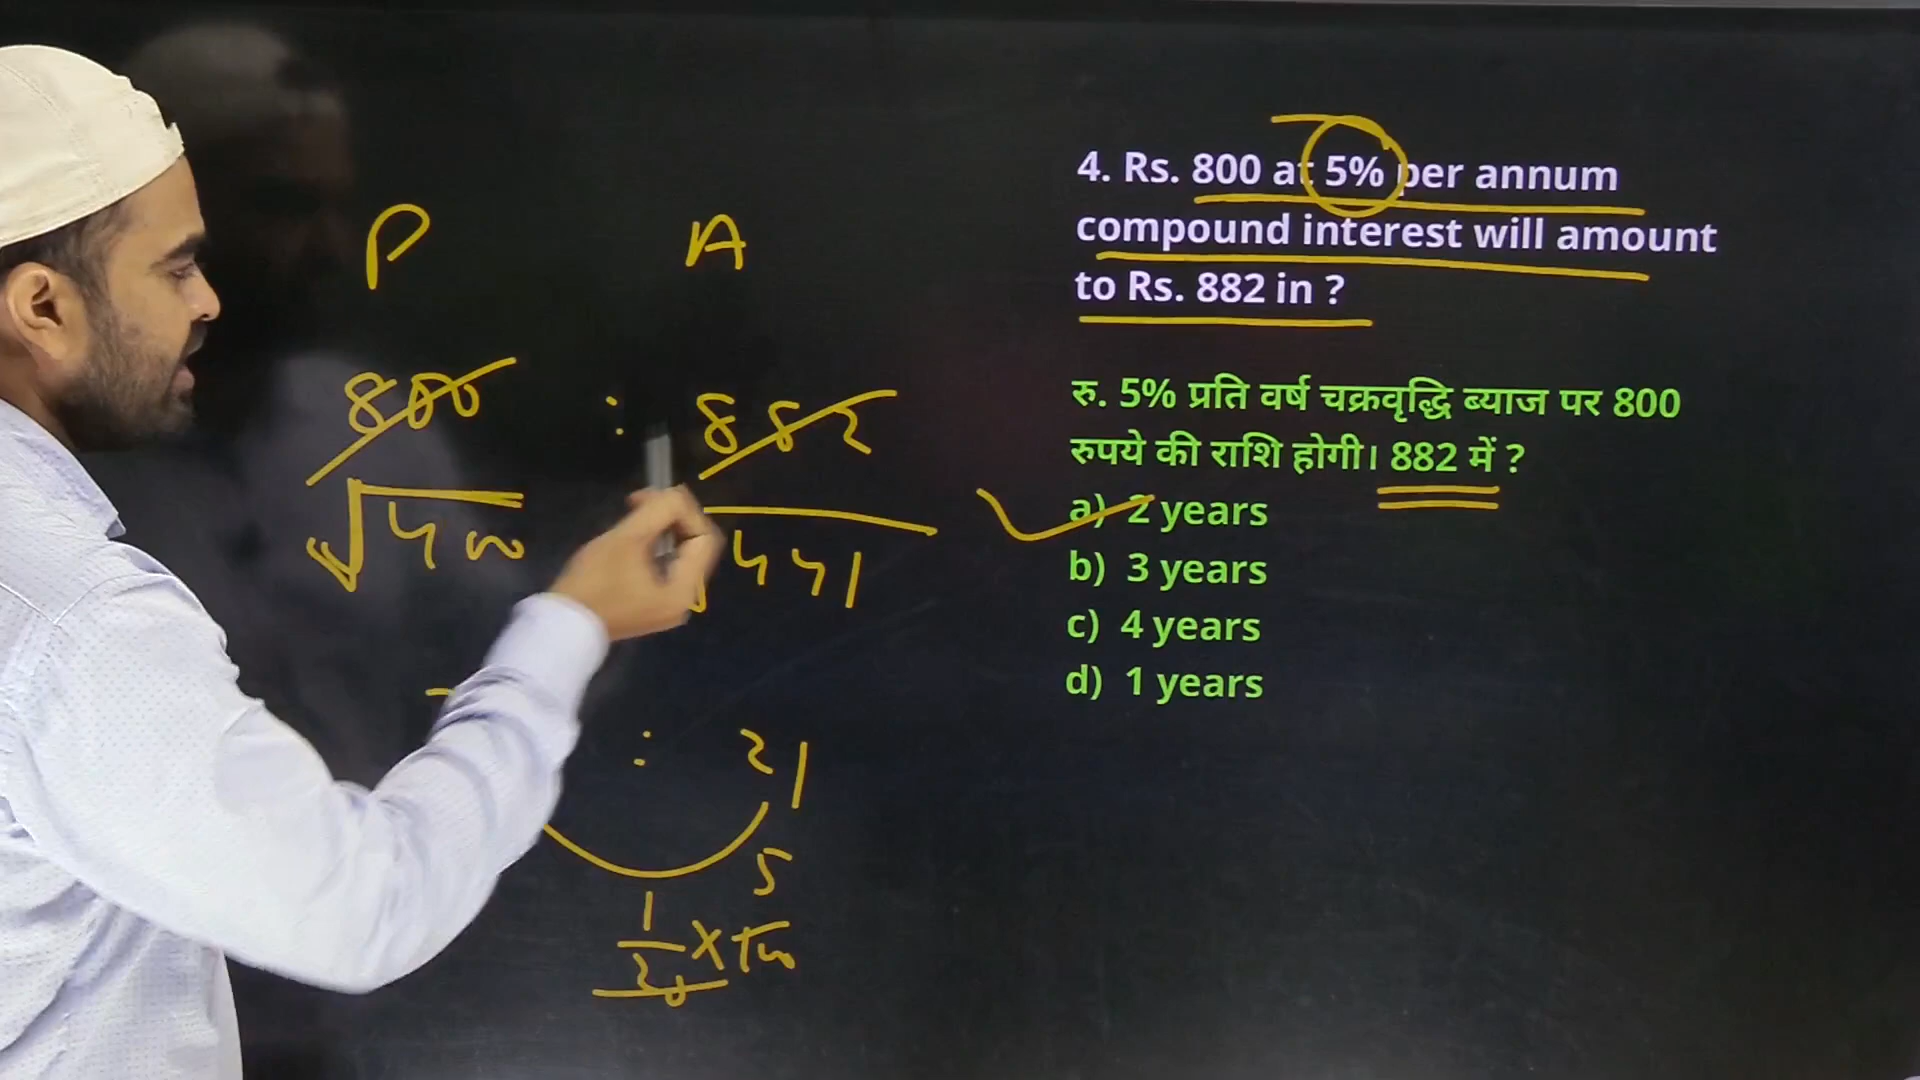 4. Rs. 800 at 5% per annum
compound interest will amount
to Rs. 882 in ?
रु. 5% प्रति वर्ष चक्रवृद्धि ब्याज पर 800
रुपये की राशि होगी। 882 में ?
a) 2 years
b) 3 years
c) 4 years
d) 1 years
P A
800 : 882
√400 √441
: 21
5
1/20 × 100